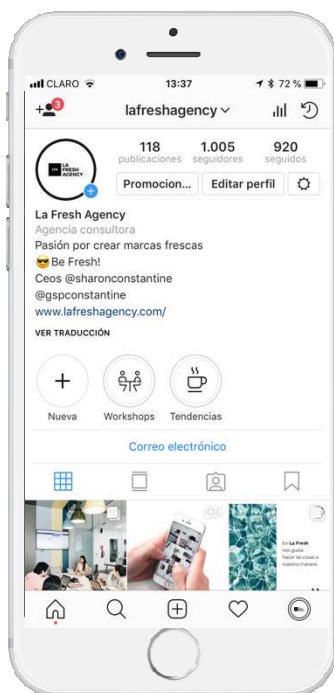 CLARO 13:37 72 %
3
lafreshagency
LA
FRESH
AGENCY
118 1.005 920
publicaciones seguidores seguidos
Promocion... Editar perfil
La Fresh Agency
Agencia consultora
Pasión por crear marcas frescas
😎Be Fresh!
Ceos @sharonconstantine
@gspconstantine
www.lafreshagency.com/
VER TRADUCCIÓN
Nueva Workshops Tendencias
Correo electrónico
En La Fresh
nos gusta
hacer las cosas a
nuestra manera.